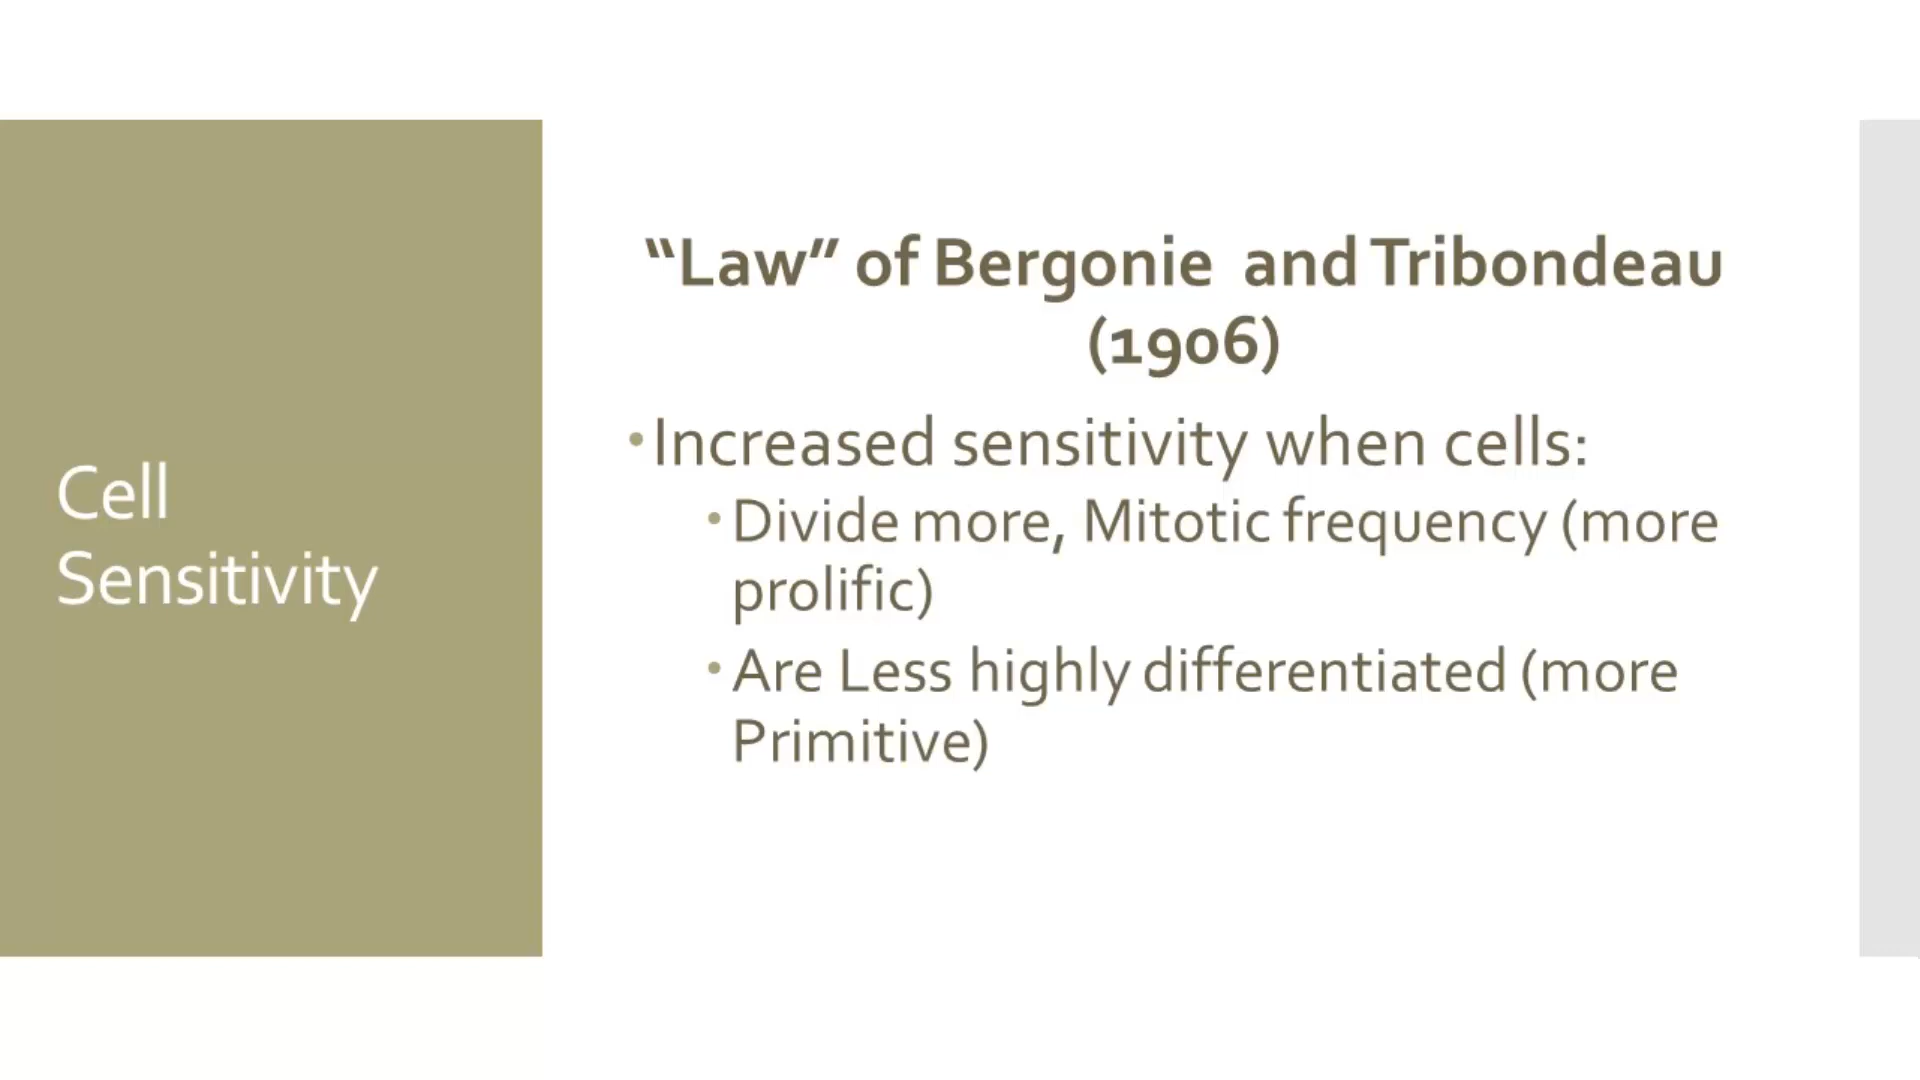 Cell
Sensitivity
“Law” of Bergonie and Tribondeau
(1906)
•Increased sensitivity when cells:
•Divide more, Mitotic frequency (more
prolific)
•Are Less highly differentiated (more
Primitive)